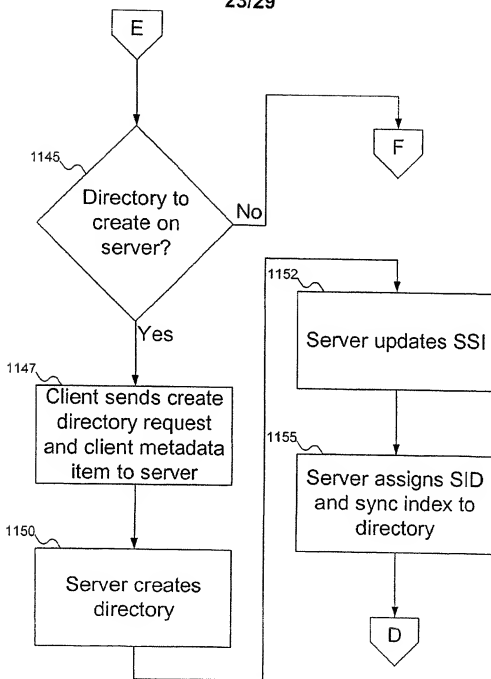 23/29
E
1145
Directory to
create on
server?
No
F
Yes
1147
Client sends create
directory request
and client metadata
item to server
1150
Server creates
directory
1152
Server updates SSI
1155
Server assigns SID
and sync index to
directory
D